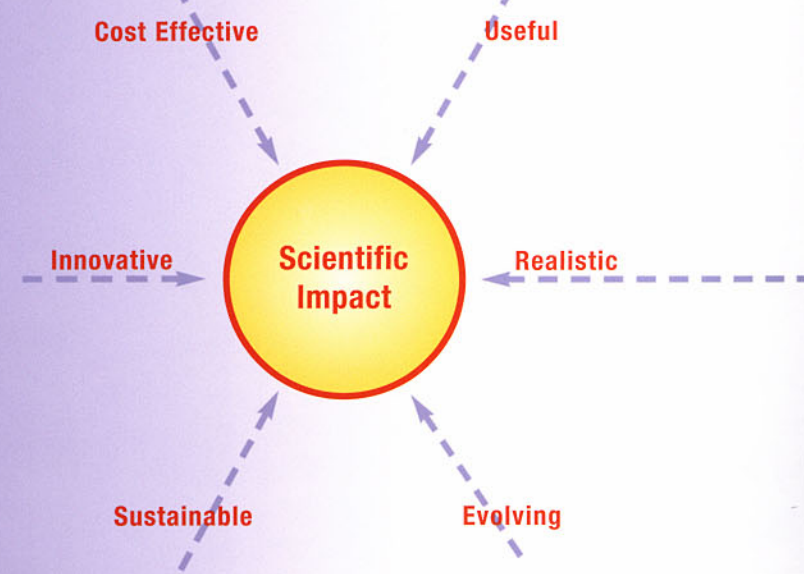 Cost Effective
Useful
Innovative
Scientific
Impact
Realistic
Sustainable
Evolving